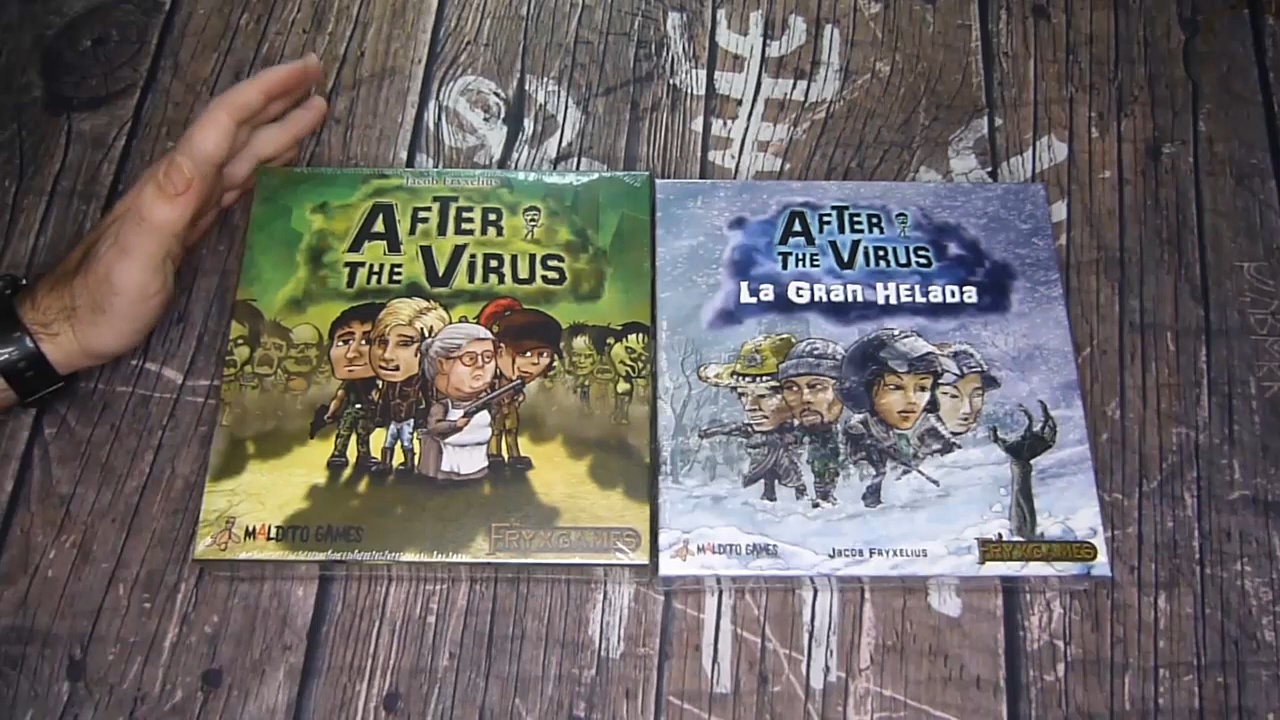 Jacob Fryxelius
AFTER
THE VIRUS
MALDITO GAMES
FRYXGAMES
AFTER
THE VIRUS
LA GRAN HELADA
MALDITO GAMES
JACOB FRYXELIUS
FRYXGAMES